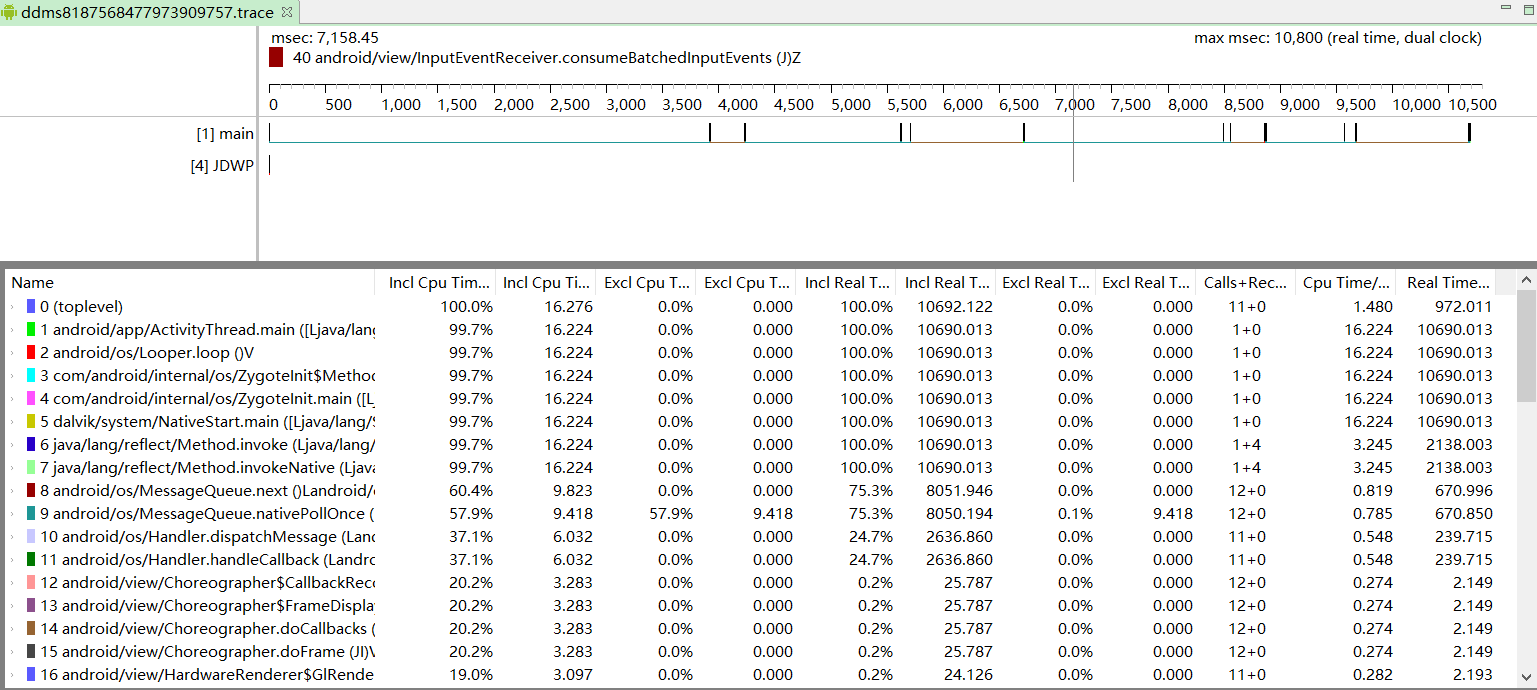 ddms8187568477973909757.trace
msec: 7,158.45 max msec: 10,800 (real time, dual clock)
40 android/view/InputEventReceiver.consumeBatchedInputEvents (J)Z
0 500 1,000 1,500 2,000 2,500 3,000 3,500 4,000 4,500 5,000 5,500 6,000 6,500 7,000 7,500 8,000 8,500 9,000 9,500 10,000 10,500
[1] main
[4] JDWP
Name Incl Cpu Tim... Incl Cpu Ti... Excl Cpu T... Excl Cpu T... Incl Real T... Incl Real T... Excl Real T... Excl Real T... Calls+Rec... Cpu Time/... Real Time...
0 (toplevel) 100.0% 16.276 0.0% 0.000 100.0% 10692.122 0.0% 0.000 11+0 1.480 972.011
1 android/app/ActivityThread.main ([Ljava/lang 99.7% 16.224 0.0% 0.000 100.0% 10690.013 0.0% 0.000 1+0 16.224 10690.013
2 android/os/Looper.loop ()V 99.7% 16.224 0.0% 0.000 100.0% 10690.013 0.0% 0.000 1+0 16.224 10690.013
3 com/android/internal/os/ZygoteInit$Method 99.7% 16.224 0.0% 0.000 100.0% 10690.013 0.0% 0.000 1+0 16.224 10690.013
4 com/android/internal/os/ZygoteInit.main ([L 99.7% 16.224 0.0% 0.000 100.0% 10690.013 0.0% 0.000 1+0 16.224 10690.013
5 dalvik/system/NativeStart.main ([Ljava/lang/S 99.7% 16.224 0.0% 0.000 100.0% 10690.013 0.0% 0.000 1+0 16.224 10690.013
6 java/lang/reflect/Method.invoke (Ljava/lang/ 99.7% 16.224 0.0% 0.000 100.0% 10690.013 0.0% 0.000 1+4 3.245 2138.003
7 java/lang/reflect/Method.invokeNative (Ljava 99.7% 16.224 0.0% 0.000 100.0% 10690.013 0.0% 0.000 1+4 3.245 2138.003
8 android/os/MessageQueue.next ()Landroid/o 60.4% 9.823 0.0% 0.000 75.3% 8051.946 0.0% 0.000 12+0 0.819 670.996
9 android/os/MessageQueue.nativePollOnce ( 57.9% 9.418 57.9% 9.418 75.3% 8050.194 0.1% 9.418 12+0 0.785 670.850
10 android/os/Handler.dispatchMessage (Land 37.1% 6.032 0.0% 0.000 24.7% 2636.860 0.0% 0.000 11+0 0.548 239.715
11 android/os/Handler.handleCallback (Landro 37.1% 6.032 0.0% 0.000 24.7% 2636.860 0.0% 0.000 11+0 0.548 239.715
12 android/view/Choreographer$CallbackReco 20.2% 3.283 0.0% 0.000 0.2% 25.787 0.0% 0.000 12+0 0.274 2.149
13 android/view/Choreographer$FrameDisplay 20.2% 3.283 0.0% 0.000 0.2% 25.787 0.0% 0.000 12+0 0.274 2.149
14 android/view/Choreographer.doCallbacks ( 20.2% 3.283 0.0% 0.000 0.2% 25.787 0.0% 0.000 12+0 0.274 2.149
15 android/view/Choreographer.doFrame (JI)V 20.2% 3.283 0.0% 0.000 0.2% 25.787 0.0% 0.000 12+0 0.274 2.149
16 android/view/HardwareRenderer$GlRende 19.0% 3.097 0.0% 0.000 0.2% 24.126 0.0% 0.000 11+0 0.282 2.193